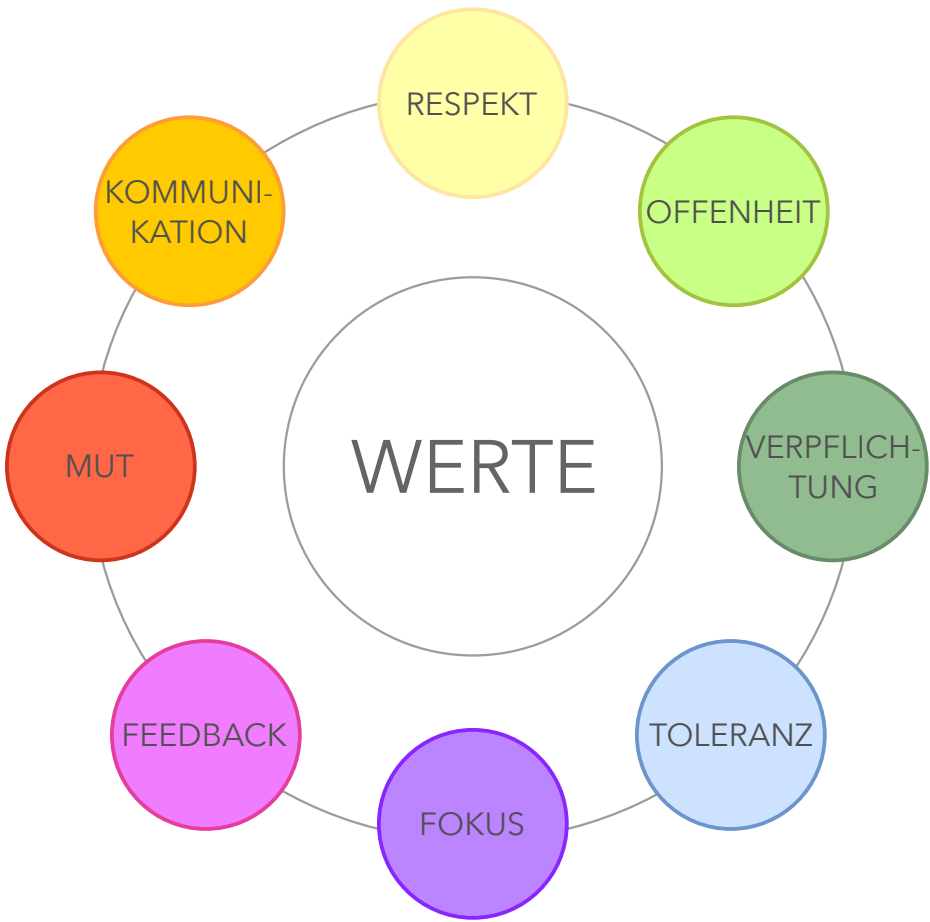 RESPEKT
OFFENHEIT
VERPFLICH-
TUNG
TOLERANZ
FOKUS
FEEDBACK
MUT
KOMMUNI-
KATION
WERTE